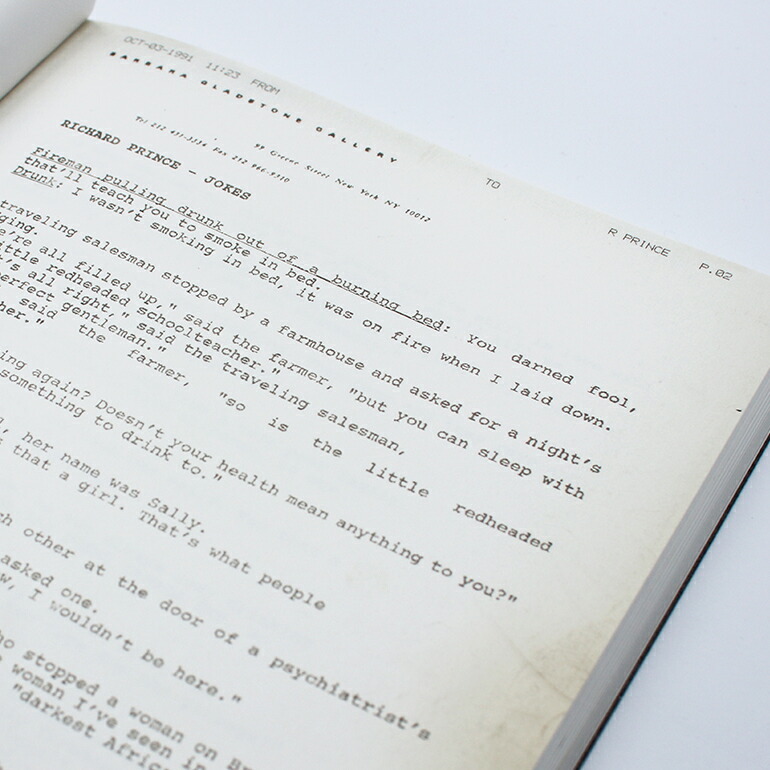 OCT-03-1991 11:23 FROM
TO
R PRINCE P.02
BARBARA GLADSTONE GALLERY
99 Greene Street New York NY 10012
Tel 212 431-3334 Fax 212 966-9310
RICHARD PRINCE - JOKES
Fireman pulling drunk out of a burning bed: You darned fool,
that'll teach you to smoke in bed.
Drunk: I wasn't smoking in bed, it was on fire when I laid down.
traveling salesman stopped by a farmhouse and asked for a night's
ging.
e're all filled up," said the farmer, "but you can sleep with
ittle redheaded schoolteacher."
t's all right," said the traveling salesman,
perfect gentleman."
said the farmer, "so is the little redheaded
her."
ing again? Doesn't your health mean anything to you?"
something to drink to."
, her name was Sally.
s that a girl. That's what people
ch other at the door of a psychiatrist's
asked one.
w, I wouldn't be here."
ho stopped a woman on Br
e woman I've seen in
"darkest Afric